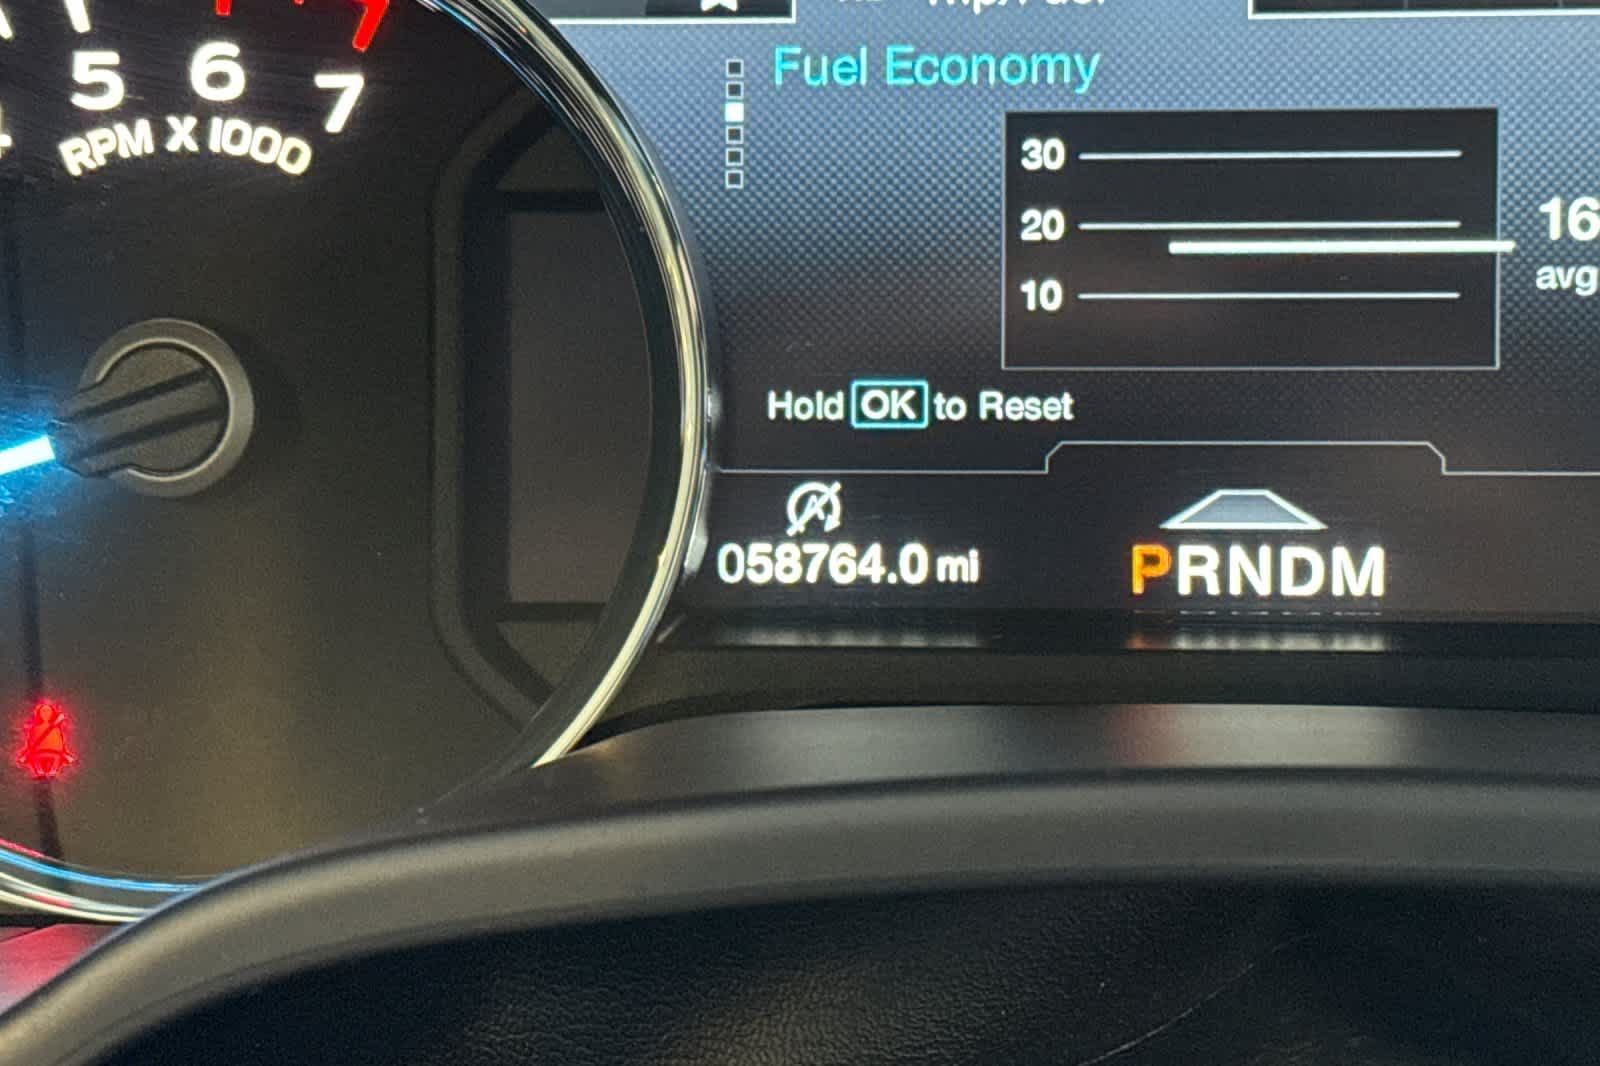 5 6 7
RPM X 1000
Fuel Economy
30
20
10
16
avg
Hold OK to Reset
A
058764.0 mi
PRNDM